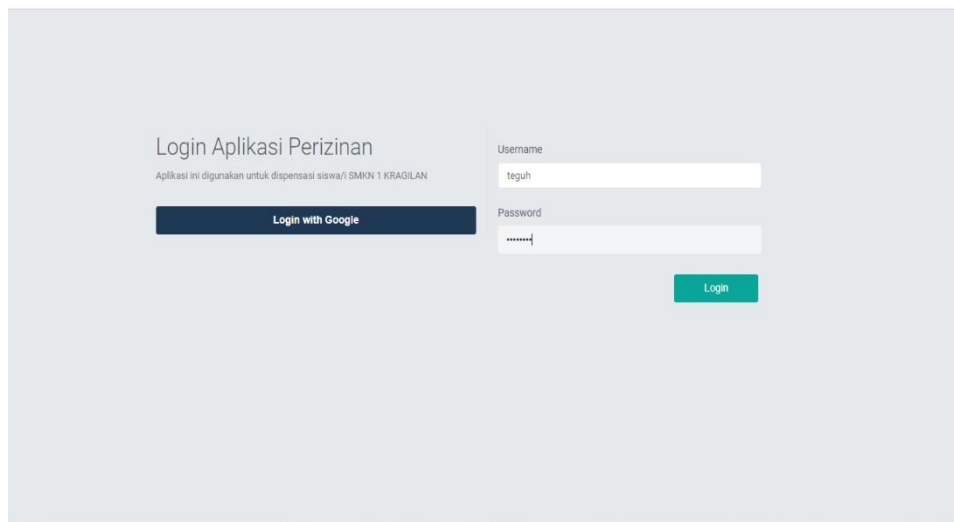 Login Aplikasi Perizinan
Aplikasi ini digunakan untuk dispensasi siswa/i SMKN 1 KRAGILAN
Login with Google
Username
teguh
Password
••••••••
Login